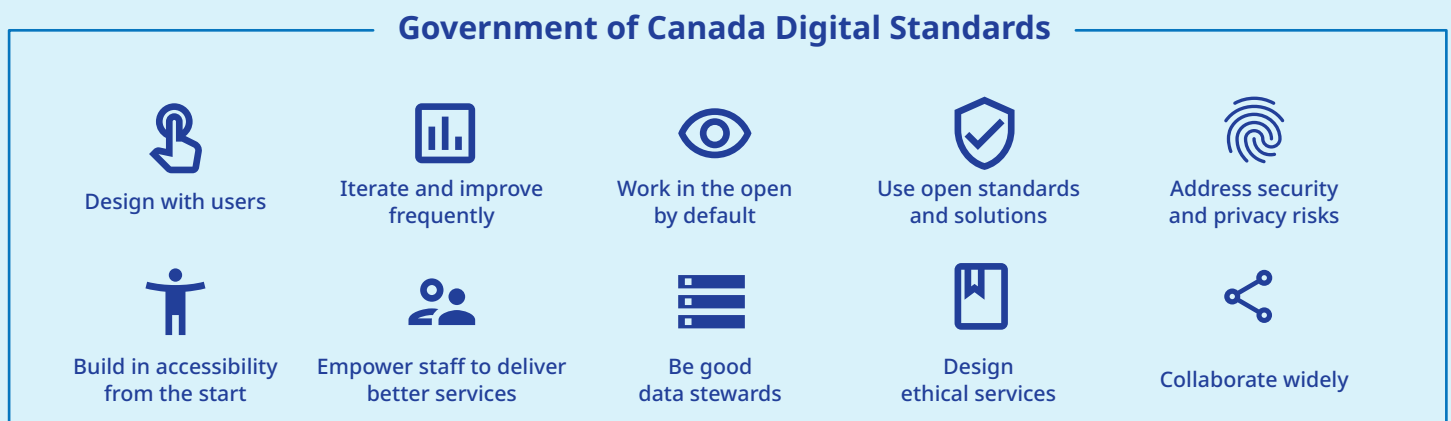 Government of Canada Digital Standards
Design with users
Iterate and improve
frequently
Work in the open
by default
Use open standards
and solutions
Address security
and privacy risks
Build in accessibility
from the start
Empower staff to deliver
better services
Be good
data stewards
Design
ethical services
Collaborate widely